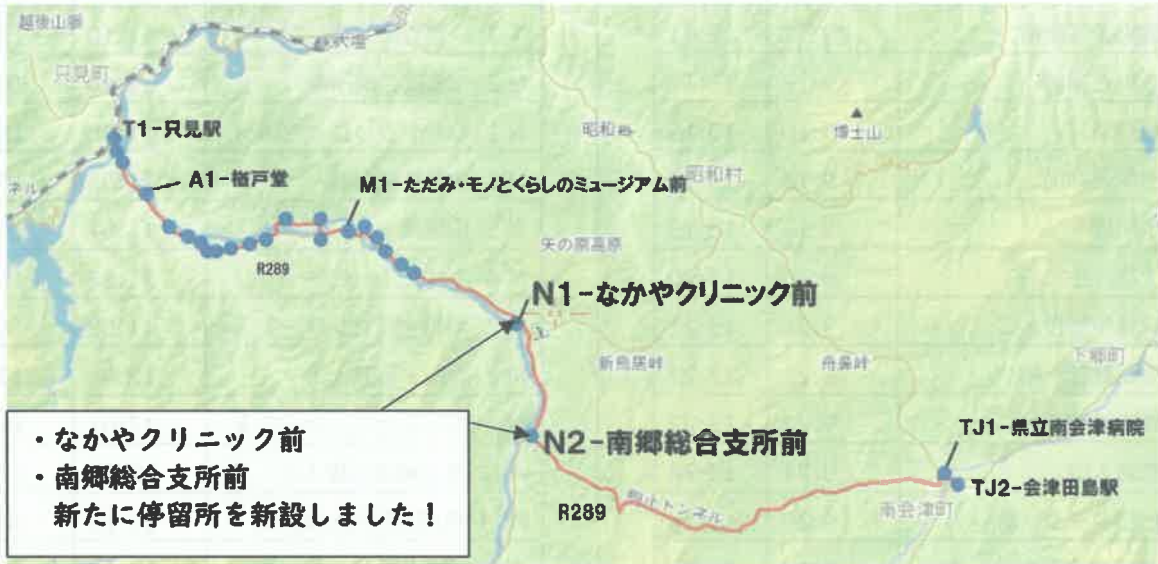 越後山脈
只見町
T1-只見駅
昭和村
博士山
A1-楢戸堂
M1-ただみ・モノとくらしのミュージアム前
昭和村
矢の原高原
R289
N1-なかやクリニック前
新鳥居峠
舟鼻峠
下郷町
・なかやクリニック前
・南郷総合支所前
新たに停留所を新設しました！
N2-南郷総合支所前
TJ1-県立南会津病院
TJ2-会津田島駅
R289
駒止トンネル
南会津町